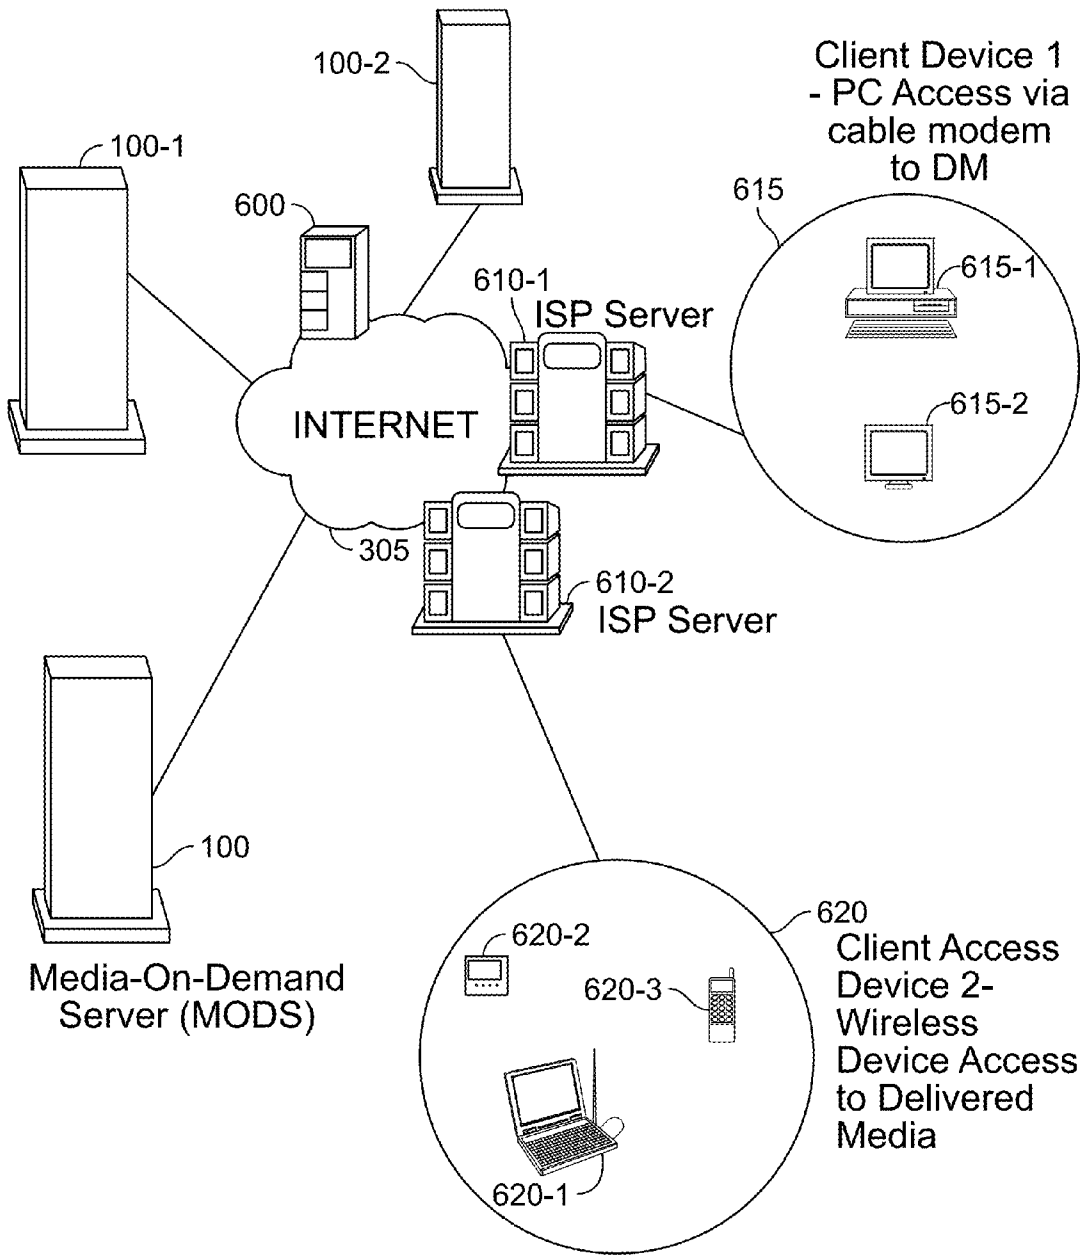 100-2
Client Device 1
- PC Access via
cable modem
to DM
100-1
600
615
610-1
ISP Server
615-1
615-2
INTERNET
305
610-2
ISP Server
100
Media-On-Demand
Server (MODS)
620
Client Access
Device 2-
Wireless
Device Access
to Delivered
Media
620-2
620-3
620-1